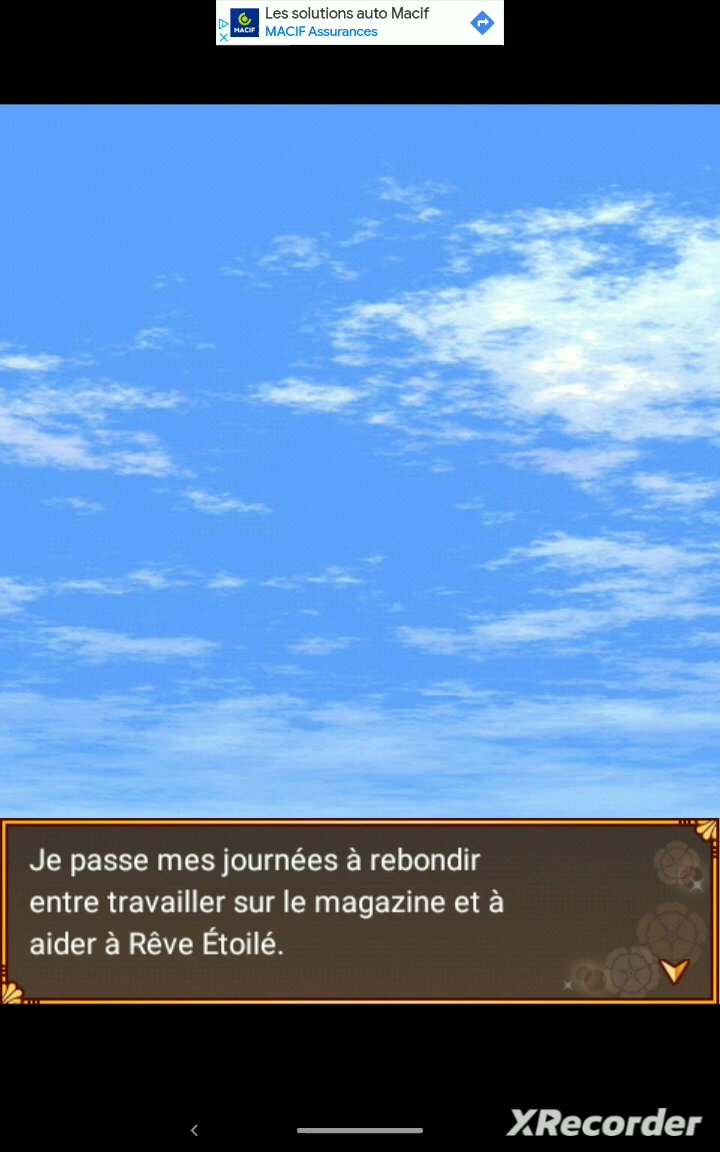 Les solutions auto Macif
MACIF
MACIF Assurances
Je passe mes journées à rebondir
entre travailler sur le magazine et à
aider à Rêve Étoilé.
XRecorder